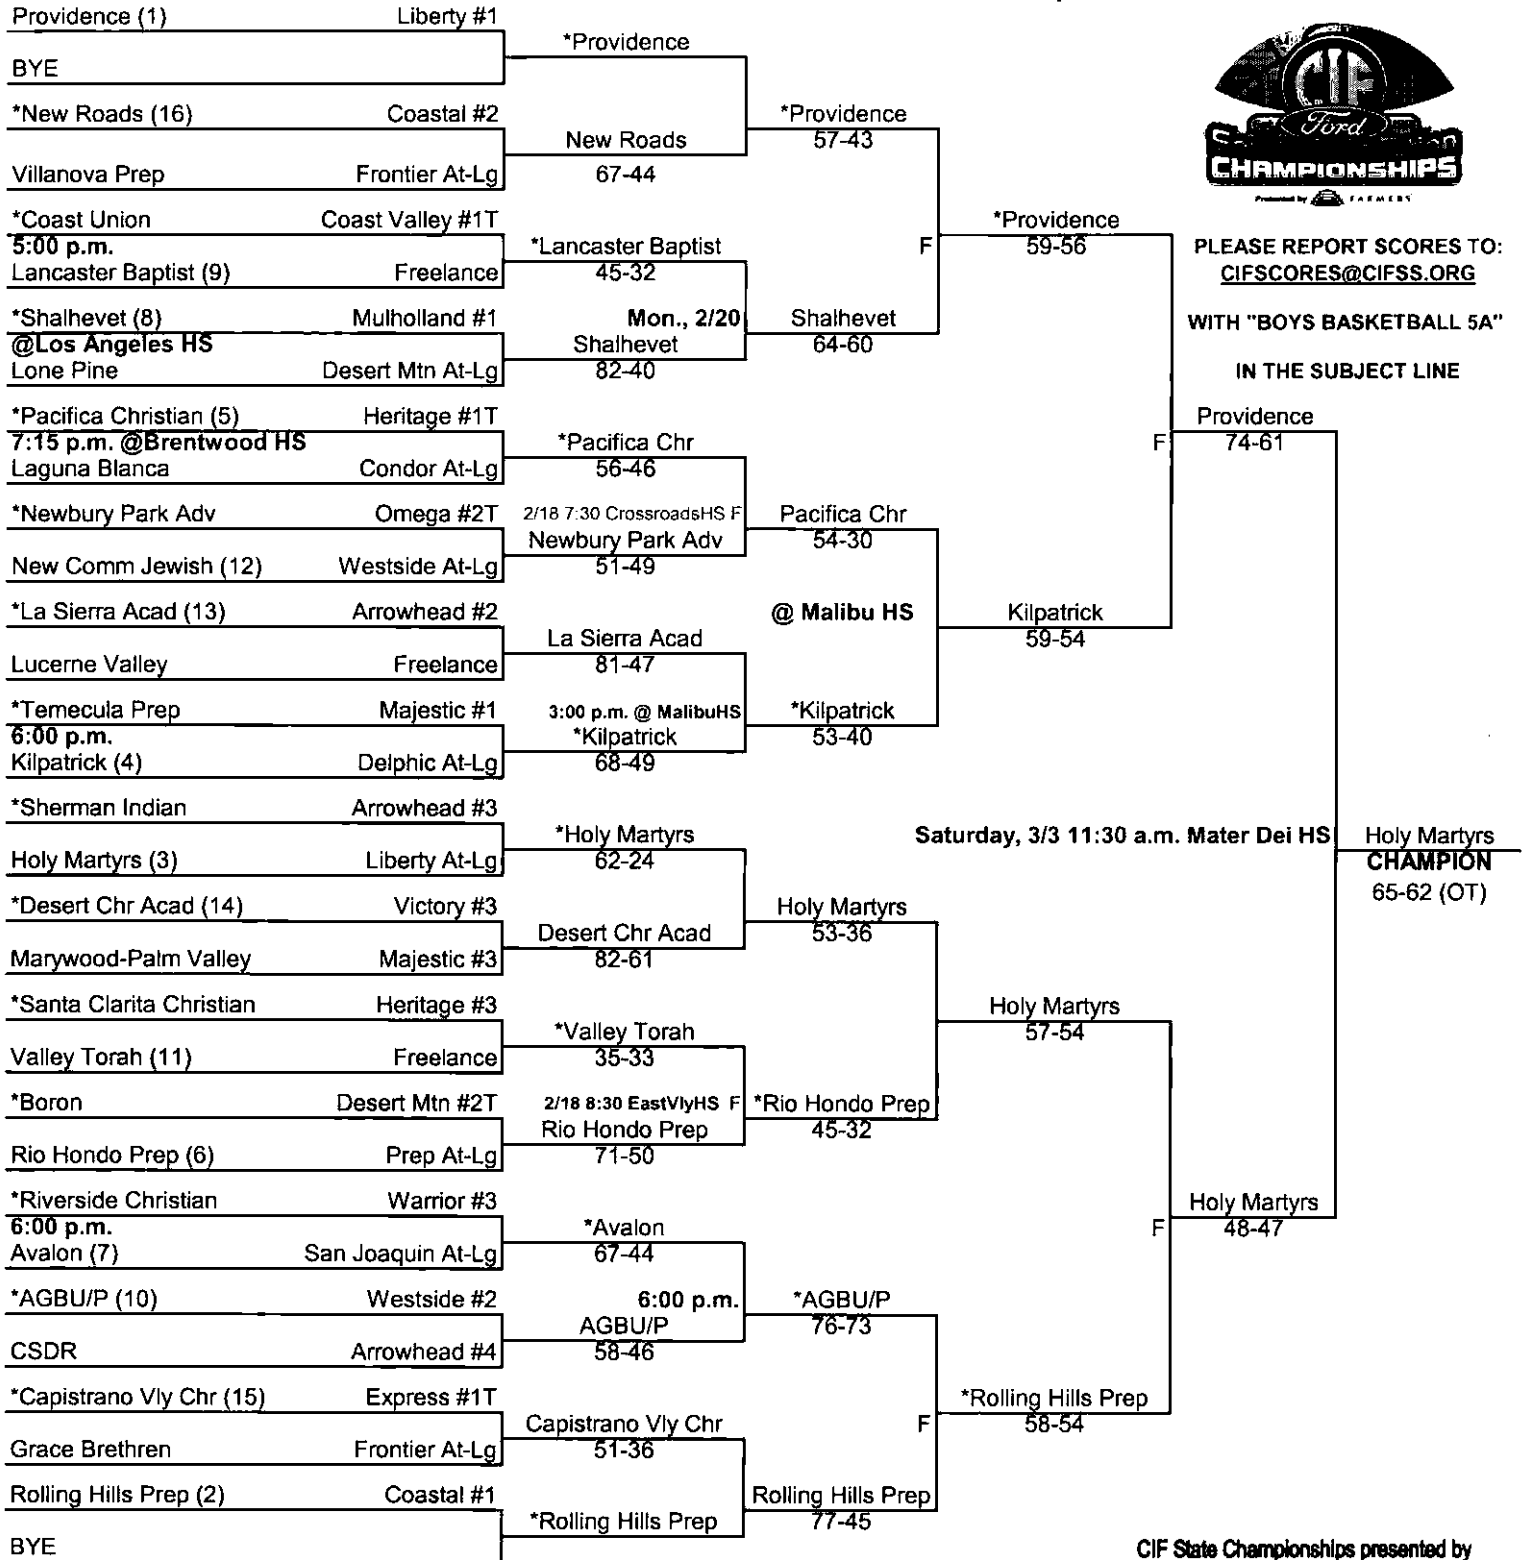 Providence (1) Liberty #1
BYE
*Providence
*New Roads (16) Coastal #2
Villanova Prep Frontier At-Lg
New Roads
67-44
*Providence
57-43
*Coast Union Coast Valley #1T
5:00 p.m.
Lancaster Baptist (9) Freelance
*Lancaster Baptist
45-32
*Shalhevet (8) Mulholland #1
@Los Angeles HS
Lone Pine Desert Mtn At-Lg
Mon., 2/20
Shalhevet
82-40
Shalhevet
64-60
F
*Providence
59-56
*Pacifica Christian (5) Heritage #1T
7:15 p.m. @Brentwood HS
Laguna Blanca Condor At-Lg
*Pacifica Chr
56-46
*Newbury Park Adv Omega #2T
New Comm Jewish (12) Westside At-Lg
2/18 7:30 CrossroadsHS F
Newbury Park Adv
51-49
Pacifica Chr
54-30
*La Sierra Acad (13) Arrowhead #2
Lucerne Valley Freelance
La Sierra Acad
81-47
*Temecula Prep Majestic #1
6:00 p.m.
Kilpatrick (4) Delphic At-Lg
3:00 p.m. @ MalibuHS
*Kilpatrick
68-49
*Kilpatrick
53-40
@ Malibu HS
Kilpatrick
59-54
F
Providence
74-61
*Sherman Indian Arrowhead #3
Holy Martyrs (3) Liberty At-Lg
*Holy Martyrs
62-24
*Desert Chr Acad (14) Victory #3
Marywood-Palm Valley Majestic #3
Desert Chr Acad
82-61
Holy Martyrs
53-36
*Santa Clarita Christian Heritage #3
Valley Torah (11) Freelance
*Valley Torah
35-33
*Boron Desert Mtn #2T
Rio Hondo Prep (6) Prep At-Lg
2/18 8:30 EastVlyHS F
Rio Hondo Prep
71-50
*Rio Hondo Prep
45-32
Holy Martyrs
57-54
*Riverside Christian Warrior #3
6:00 p.m.
Avalon (7) San Joaquin At-Lg
*Avalon
67-44
*AGBU/P (10) Westside #2
CSDR Arrowhead #4
6:00 p.m.
AGBU/P
58-46
*AGBU/P
76-73
*Capistrano Vly Chr (15) Express #1T
Grace Brethren Frontier At-Lg
Capistrano Vly Chr
51-36
Rolling Hills Prep (2) Coastal #1
BYE
*Rolling Hills Prep
Rolling Hills Prep
77-45
F
*Rolling Hills Prep
58-54
F
Holy Martyrs
48-47
Saturday, 3/3 11:30 a.m. Mater Dei HS
Holy Martyrs
CHAMPION
65-62 (OT)
CIF
Ford
CHAMPIONSHIPS
Presented by FARMERS
PLEASE REPORT SCORES TO:
CIFSCORES@CIFSS.ORG
WITH "BOYS BASKETBALL 5A"
IN THE SUBJECT LINE
CIF State Championships presented by